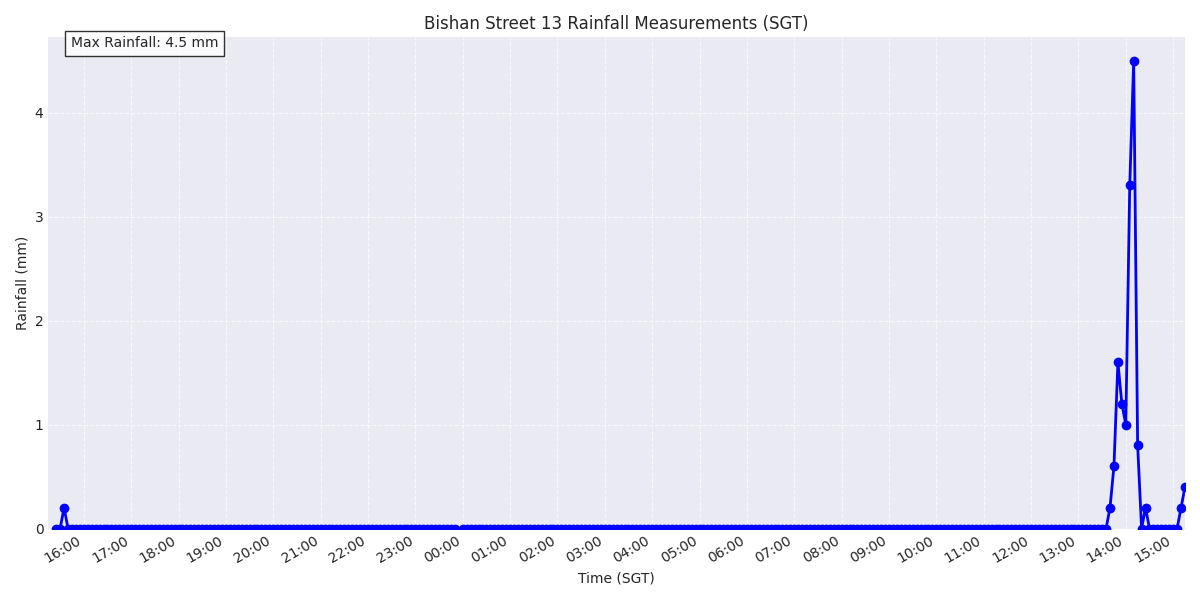 Bishan Street 13 Rainfall Measurements (SGT)
Max Rainfall: 4.5 mm
Rainfall (mm)
4
3
2
1
0
16:00 17:00 18:00 19:00 20:00 21:00 22:00 23:00 00:00 01:00 02:00 03:00 04:00 05:00 06:00 07:00 08:00 09:00 10:00 11:00 12:00 13:00 14:00 15:00
Time (SGT)